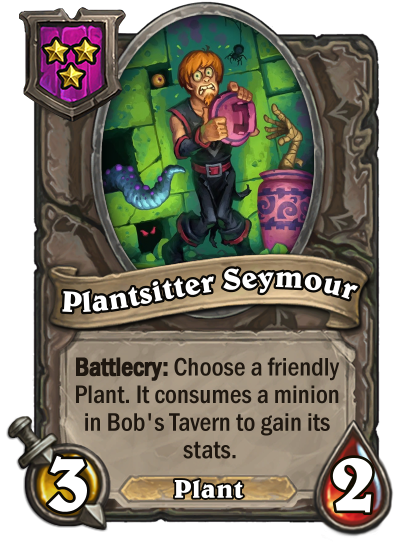 Plantsitter Seymour
Battlecry: Choose a friendly
Plant. It consumes a minion
in Bob's Tavern to gain its
stats.
3
Plant
2